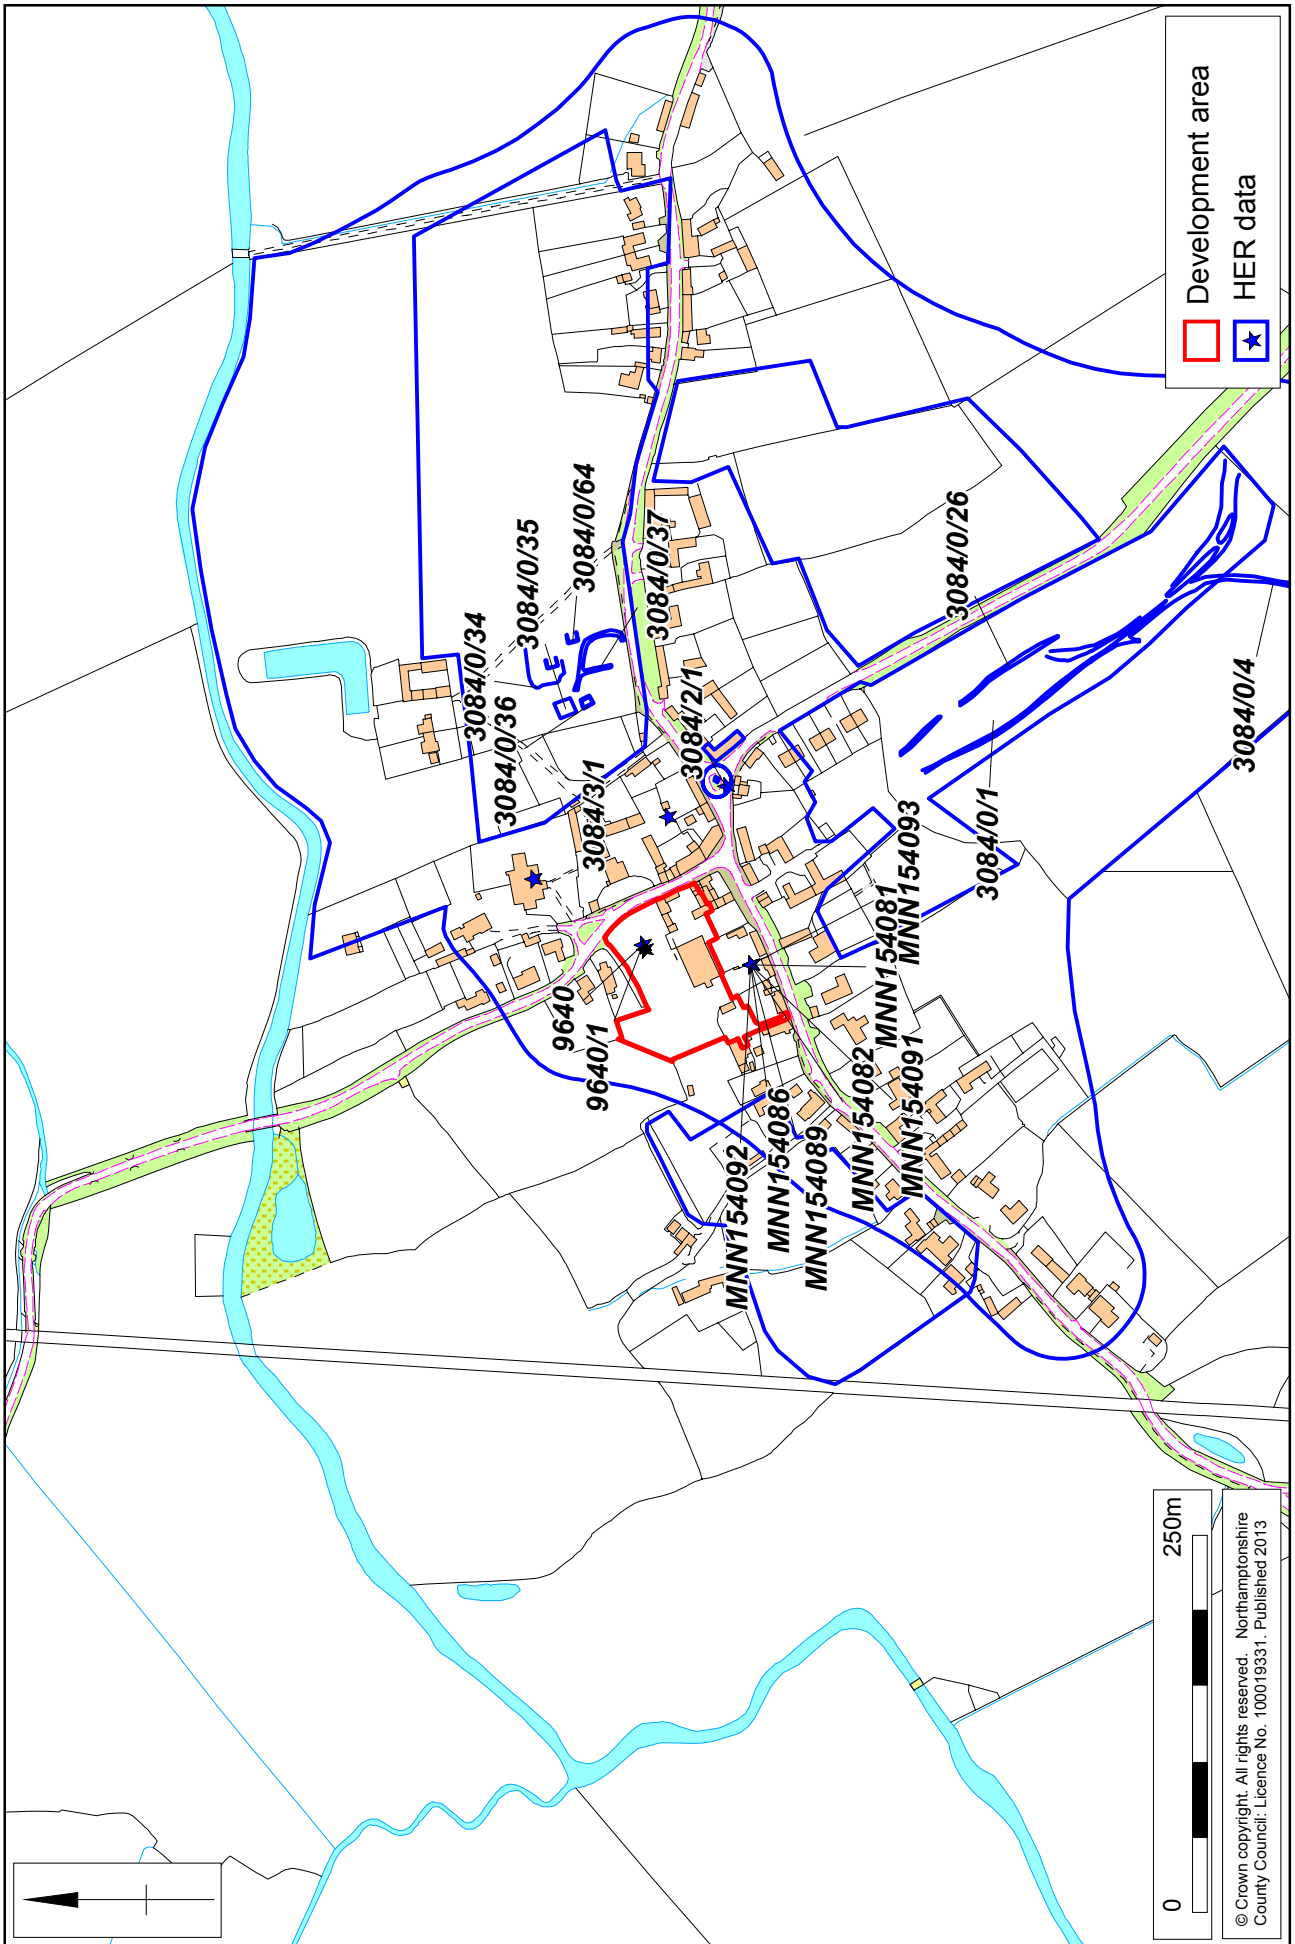 3084/0/34
3084/0/36
3084/0/35
3084/0/64
3084/0/37
3084/3/1
3084/2/1
9640
9640/1
3084/0/26
3084/0/1
3084/0/4
MNN154092
MNN154086
MNN154089
MNN154082
MNN154091
MNN154081
MNN154093
Development area
HER data
0 250m
© Crown copyright. All rights reserved. Northamptonshire
County Council: Licence No. 100019331. Published 2013